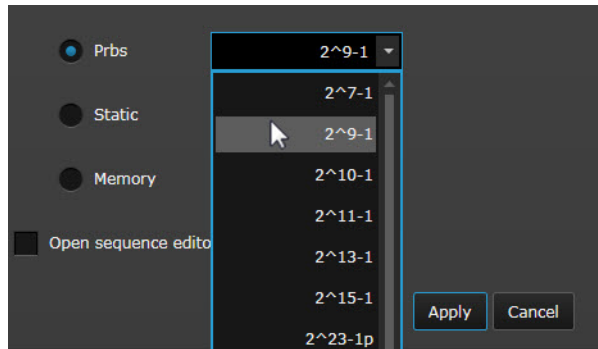 Prbs
2^9-1
2^7-1
Static
2^9-1
Memory
2^10-1
2^11-1
Open sequence edito
2^13-1
2^15-1
Apply
Cancel
2^23-1p